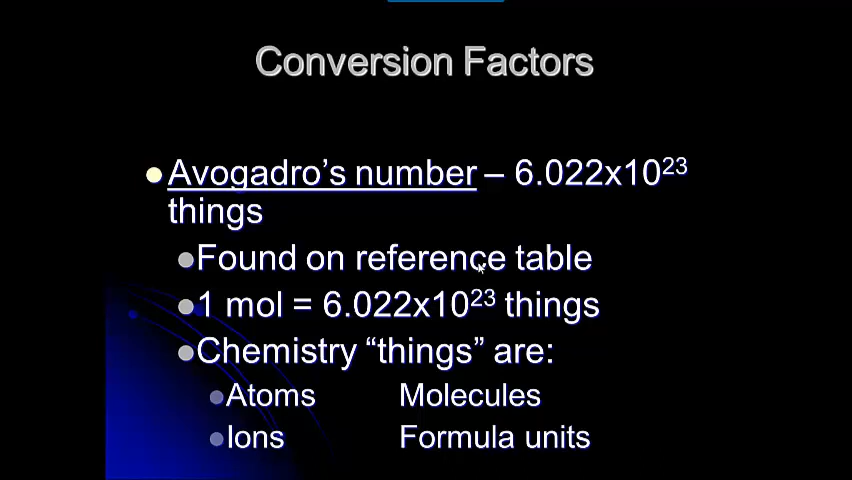 Conversion Factors
Avogadro’s number – 6.022x10²³
things
Found on reference table
1 mol = 6.022x10²³ things
Chemistry “things” are:
Atoms Molecules
Ions Formula units